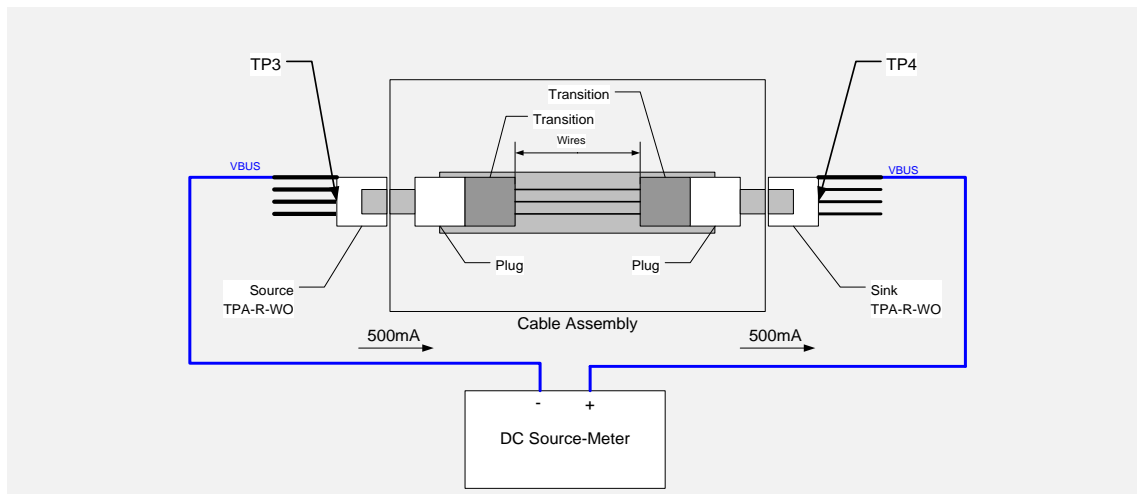 TP3
TP4
Transition
Transition
Wires
VBUS
VBUS
Plug
Plug
Source
TPA-R-WO
Sink
TPA-R-WO
Cable Assembly
500mA
500mA
- +
DC Source-Meter